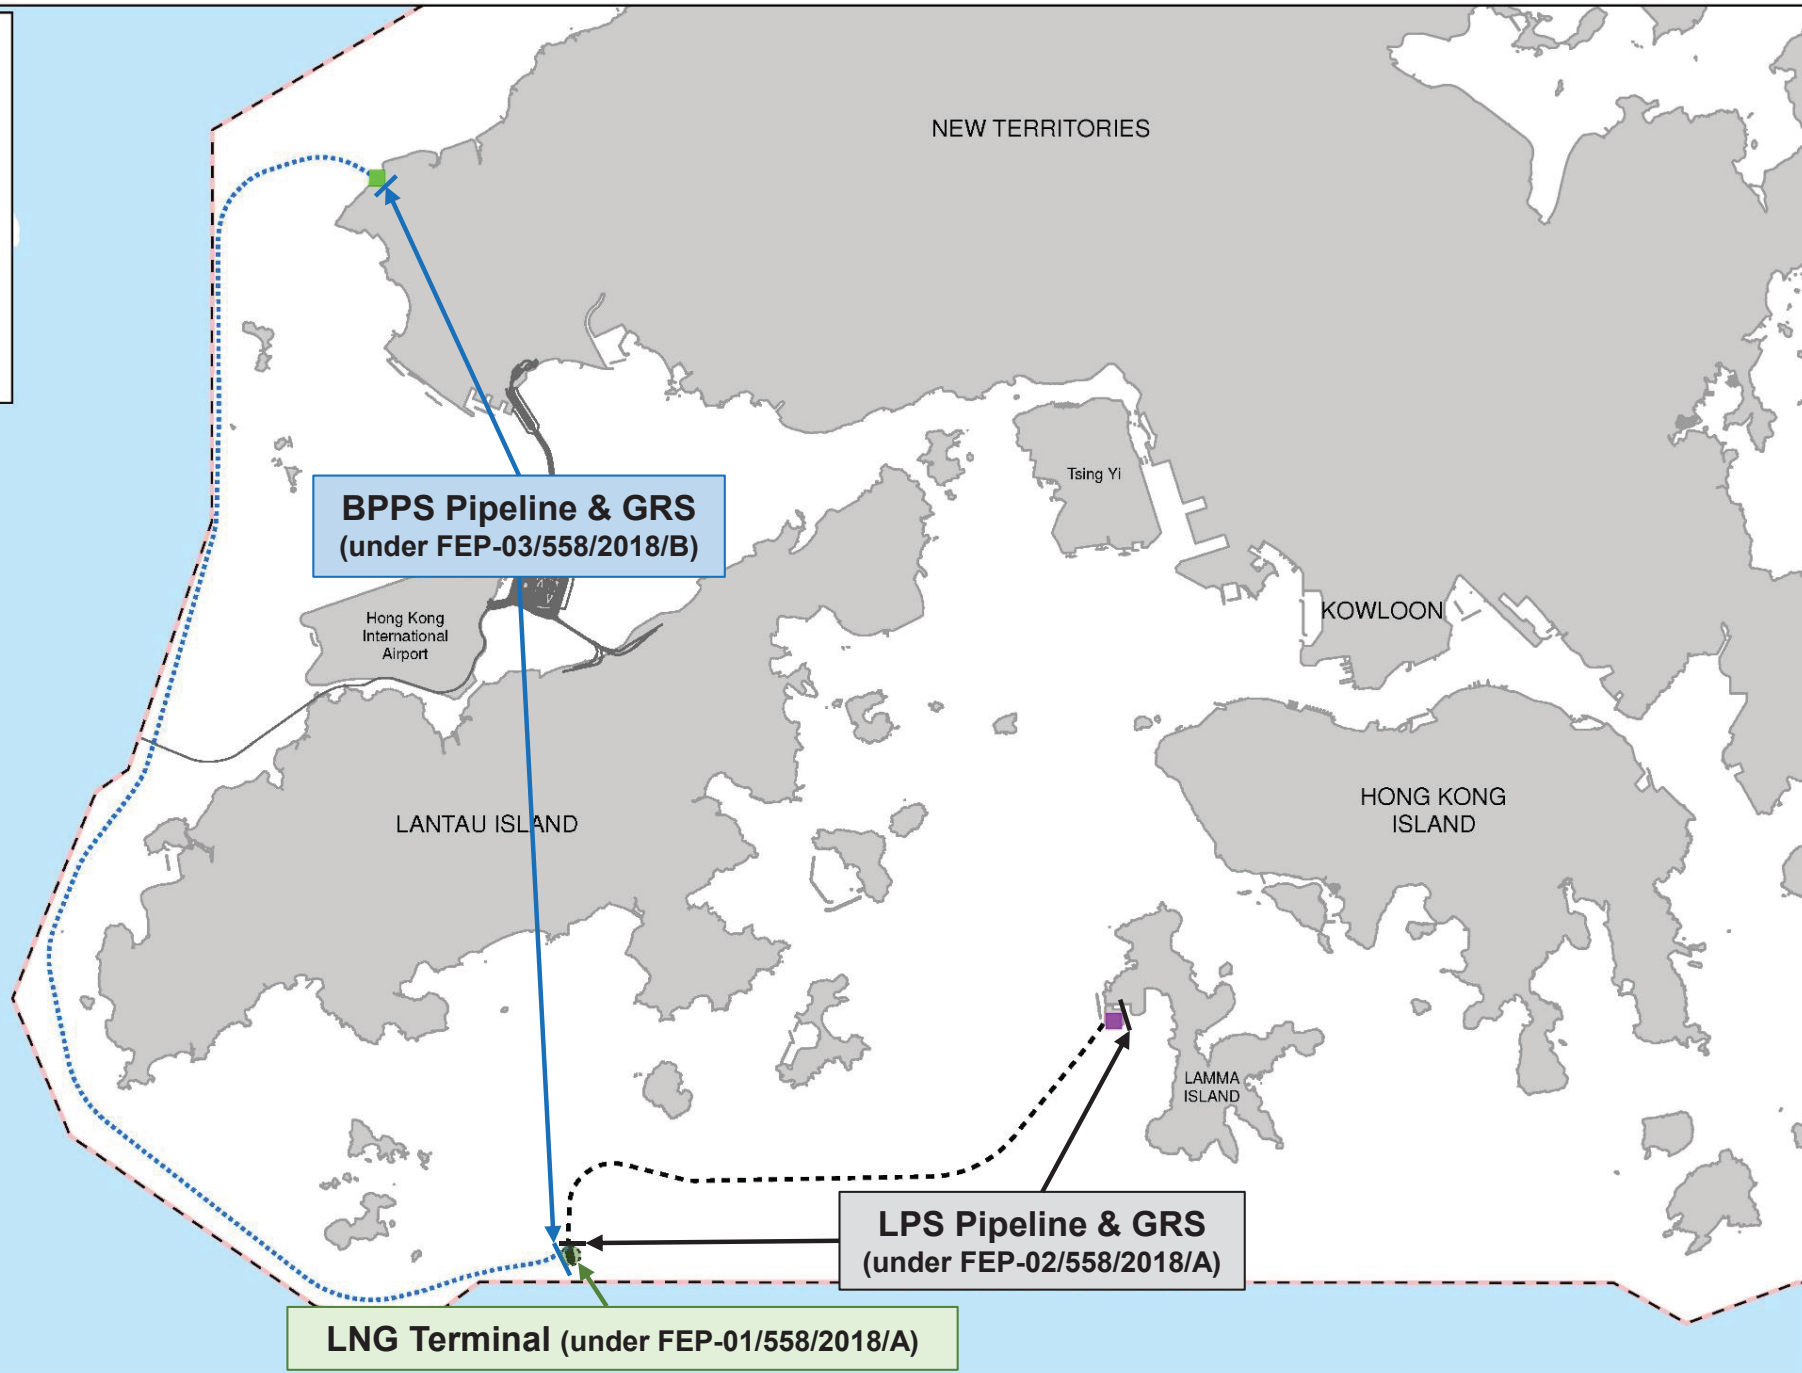 NEW TERRITORIES
Tsing Yi
BPPS Pipeline & GRS
(under FEP-03/558/2018/B)
Hong Kong
International
Airport
KOWLOON
LANTAU ISLAND
HONG KONG
ISLAND
LAMMA
ISLAND
LPS Pipeline & GRS
(under FEP-02/558/2018/A)
LNG Terminal (under FEP-01/558/2018/A)